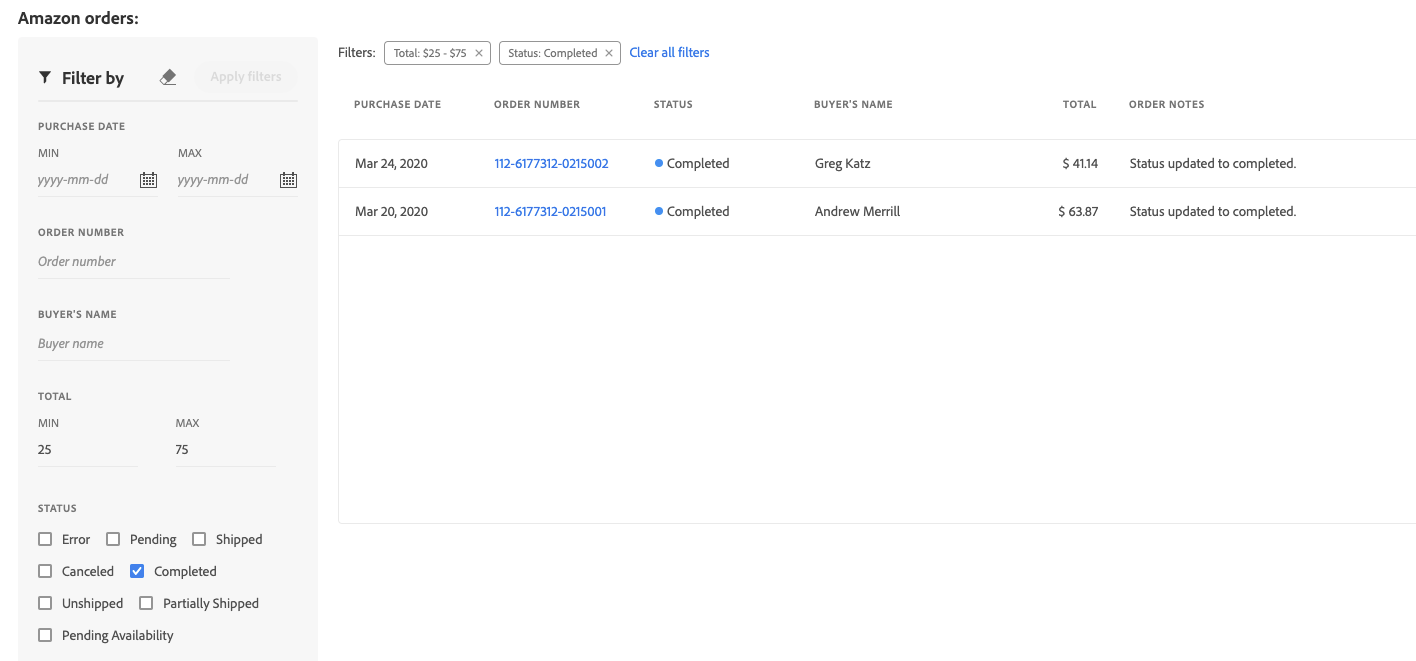 Amazon orders:
Filter by
Apply filters
PURCHASE DATE
MIN MAX
yyyy-mm-dd yyyy-mm-dd
ORDER NUMBER
Order number
BUYER'S NAME
Buyer name
TOTAL
MIN MAX
25 75
STATUS
Error Pending Shipped
Canceled Completed
Unshipped Partially Shipped
Pending Availability
Filters: Total: $25 - $75 × Status: Completed × Clear all filters
PURCHASE DATE ORDER NUMBER STATUS BUYER'S NAME TOTAL ORDER NOTES
Mar 24, 2020 112-6177312-0215002 Completed Greg Katz $ 41.14 Status updated to completed.
Mar 20, 2020 112-6177312-0215001 Completed Andrew Merrill $ 63.87 Status updated to completed.